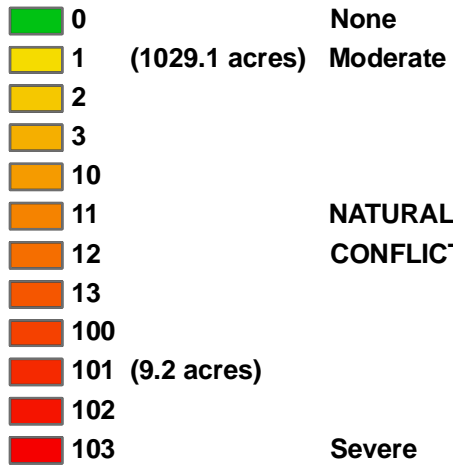 0 None
1 (1029.1 acres) Moderate
2
3
10
11 NATURAL
12 CONFLICT
13
100
101 (9.2 acres)
102
103 Severe